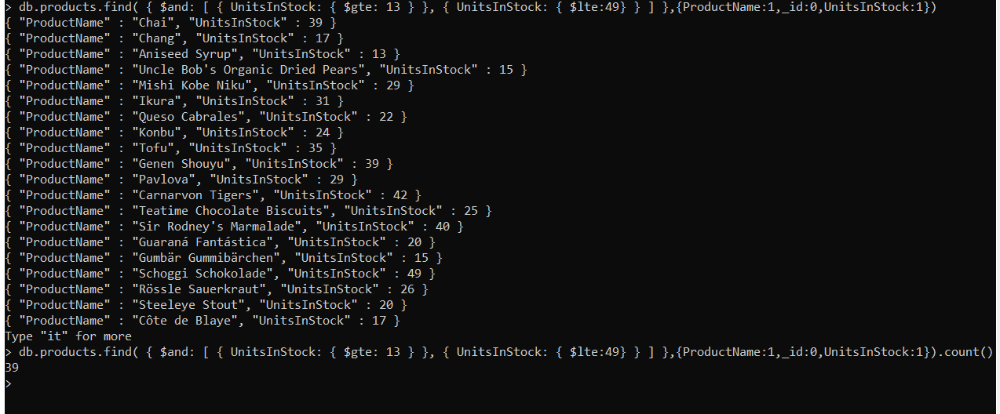 > db.products.find( { $and: [ { UnitsInStock: { $gte: 13 } }, { UnitsInStock: { $lte:49} } ] },{ProductName:1,_id:0,UnitsInStock:1})
{ "ProductName" : "Chai", "UnitsInStock" : 39 }
{ "ProductName" : "Chang", "UnitsInStock" : 17 }
{ "ProductName" : "Aniseed Syrup", "UnitsInStock" : 13 }
{ "ProductName" : "Uncle Bob's Organic Dried Pears", "UnitsInStock" : 15 }
{ "ProductName" : "Mishi Kobe Niku", "UnitsInStock" : 29 }
{ "ProductName" : "Ikura", "UnitsInStock" : 31 }
{ "ProductName" : "Queso Cabrales", "UnitsInStock" : 22 }
{ "ProductName" : "Konbu", "UnitsInStock" : 24 }
{ "ProductName" : "Tofu", "UnitsInStock" : 35 }
{ "ProductName" : "Genen Shouyu", "UnitsInStock" : 39 }
{ "ProductName" : "Pavlova", "UnitsInStock" : 29 }
{ "ProductName" : "Carnarvon Tigers", "UnitsInStock" : 42 }
{ "ProductName" : "Teatime Chocolate Biscuits", "UnitsInStock" : 25 }
{ "ProductName" : "Sir Rodney's Marmalade", "UnitsInStock" : 40 }
{ "ProductName" : "Guaraná Fantástica", "UnitsInStock" : 20 }
{ "ProductName" : "Gumbär Gummibärchen", "UnitsInStock" : 15 }
{ "ProductName" : "Schoggi Schokolade", "UnitsInStock" : 49 }
{ "ProductName" : "Rössle Sauerkraut", "UnitsInStock" : 26 }
{ "ProductName" : "Steeleye Stout", "UnitsInStock" : 20 }
{ "ProductName" : "Côte de Blaye", "UnitsInStock" : 17 }
Type "it" for more
> db.products.find( { $and: [ { UnitsInStock: { $gte: 13 } }, { UnitsInStock: { $lte:49} } ] },{ProductName:1,_id:0,UnitsInStock:1}).count()
39
>